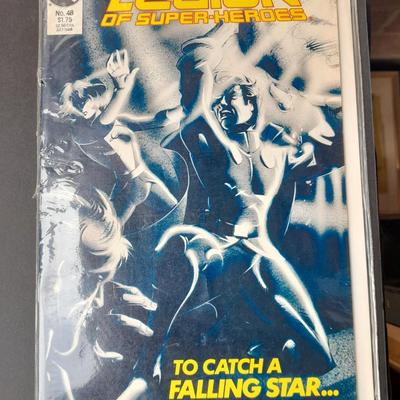 No. 48
$1.75
LEGION
OF SUPER-HEROES
TO CATCH A
FALLING STAR...